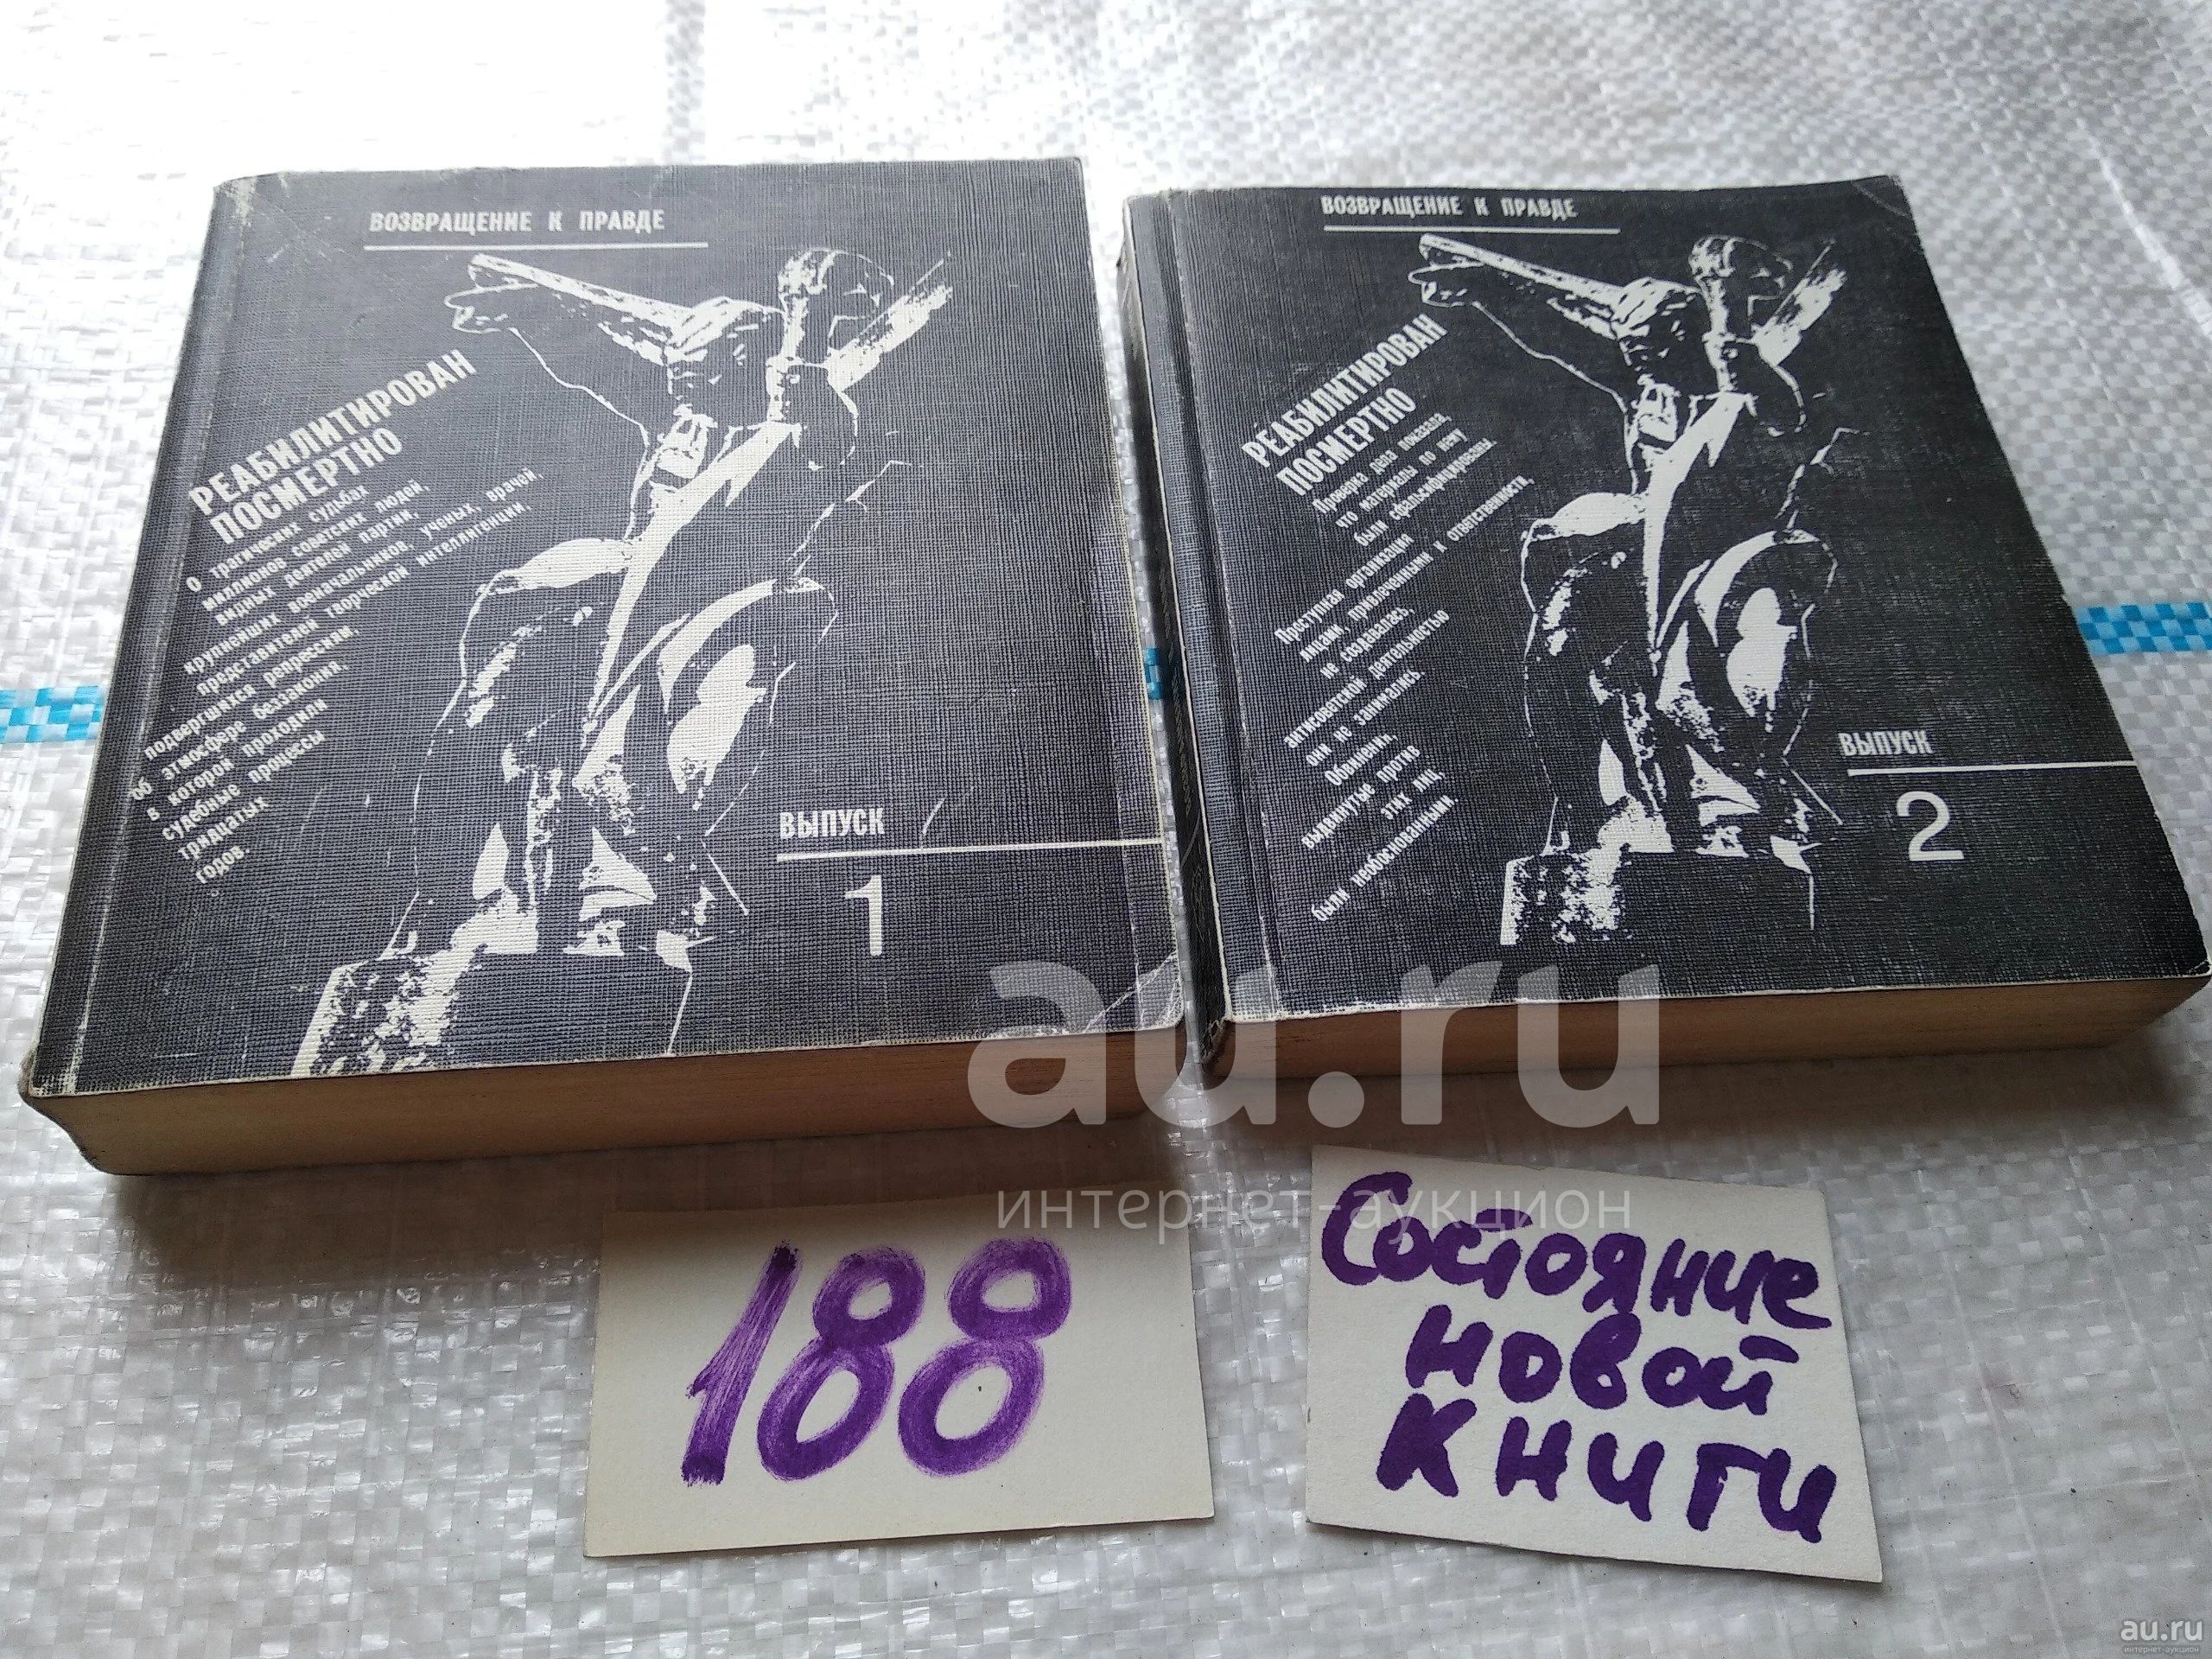 ВОЗВРАЩЕНИЕ К ПРАВДЕ
РЕАБИЛИТИРОВАН
ПОСМЕРТНО
О трагических судьбах
миллионов советских людей,
видных деятелей партии,
крупнейших военачальников, ученых, врачей,
представителей творческой интеллигенции,
подвергшихся репрессиям,
об атмосфере беззакония,
в которой проходили
судебные процессы
тридцатых
годов.
ВЫПУСК
1
ВОЗВРАЩЕНИЕ К ПРАВДЕ
РЕАБИЛИТИРОВАН
ПОСМЕРТНО
Проверка дела показала,
что материалы по нему
были сфальсифицированы.
Преступная организация
лицами, привлеченными к ответственности,
не создавалась,
антисоветской деятельностью
они не занимались.
Обвинения,
выдвинутые против
этих лиц,
были необоснованными.
ВЫПУСК
2
au.ru
интернет-аукцион
188
Состояние
новой
книги
au.ru
интернет-аукцион